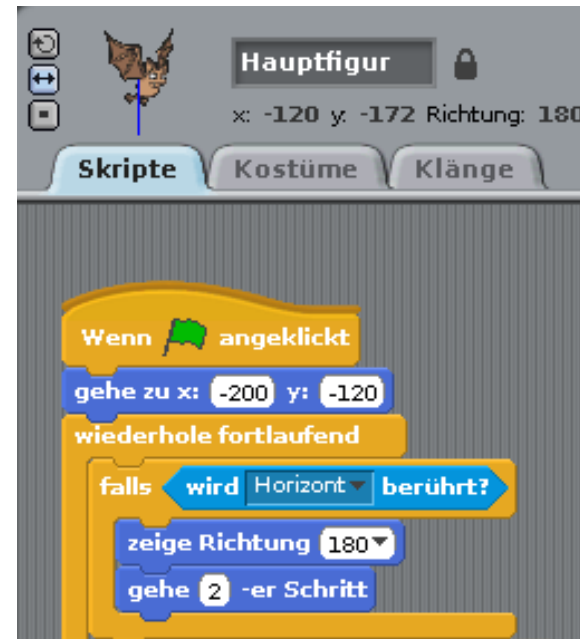 Hauptfigur
x: -120 y: -172 Richtung: 180
Skripte Kostüme Klänge
Wenn angeklickt
gehe zu x: -200 y: -120
wiederhole fortlaufend
falls wird Horizont berührt?
zeige Richtung 180
gehe 2 -er Schritt